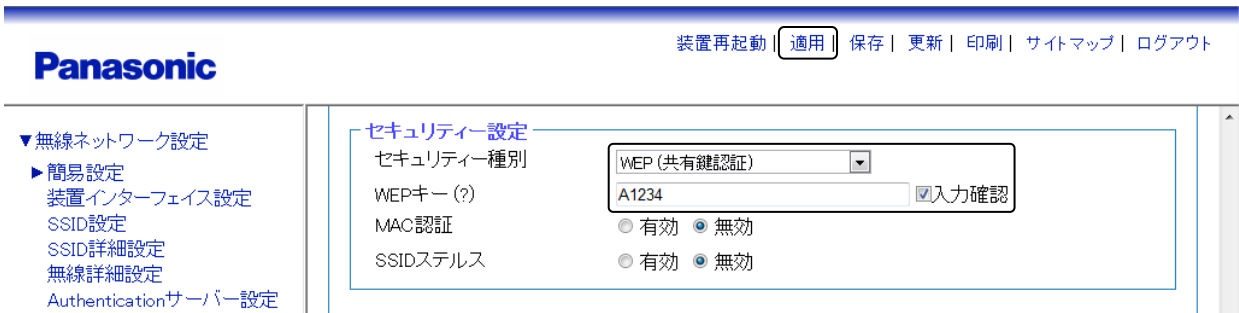 装置再起動 | 適用 | 保存 | 更新 | 印刷 | サイトマップ | ログアウト
Panasonic
▼無線ネットワーク設定
▶簡易設定
装置インターフェイス設定
SSID設定
SSID詳細設定
無線詳細設定
Authenticationサーバー設定
セキュリティー設定
セキュリティー種別 WEP (共有鍵認証)
WEPキー (?) A1234 入力確認
MAC認証 有効 無効
SSIDステルス 有効 無効